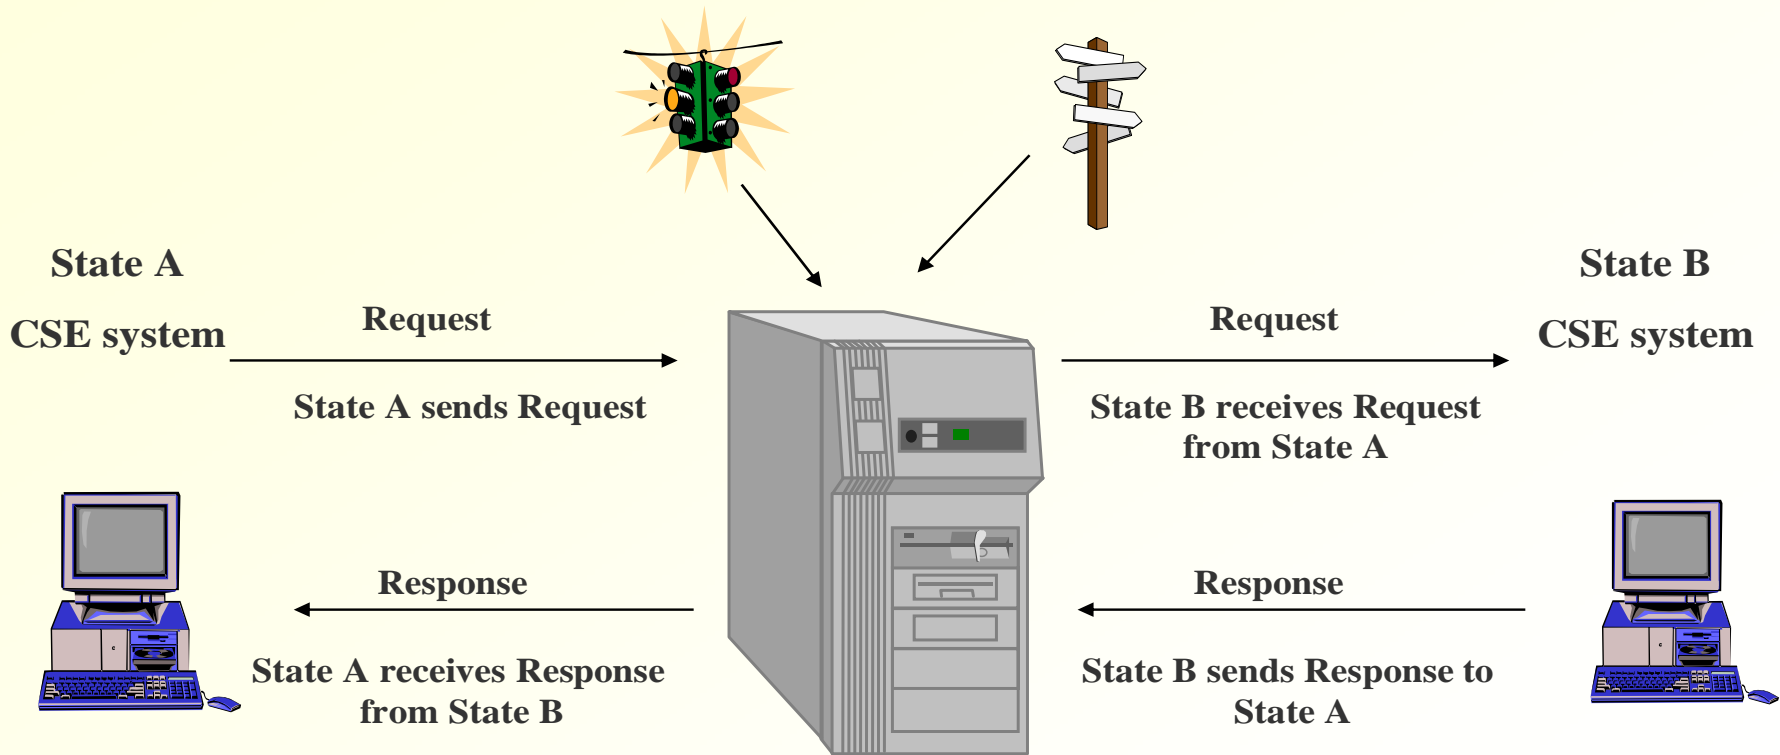 State A
CSE system
Request
State A sends Request
Request
State B receives Request
from State A
State B
CSE system
Response
State A receives Response
from State B
Response
State B sends Response to
State A